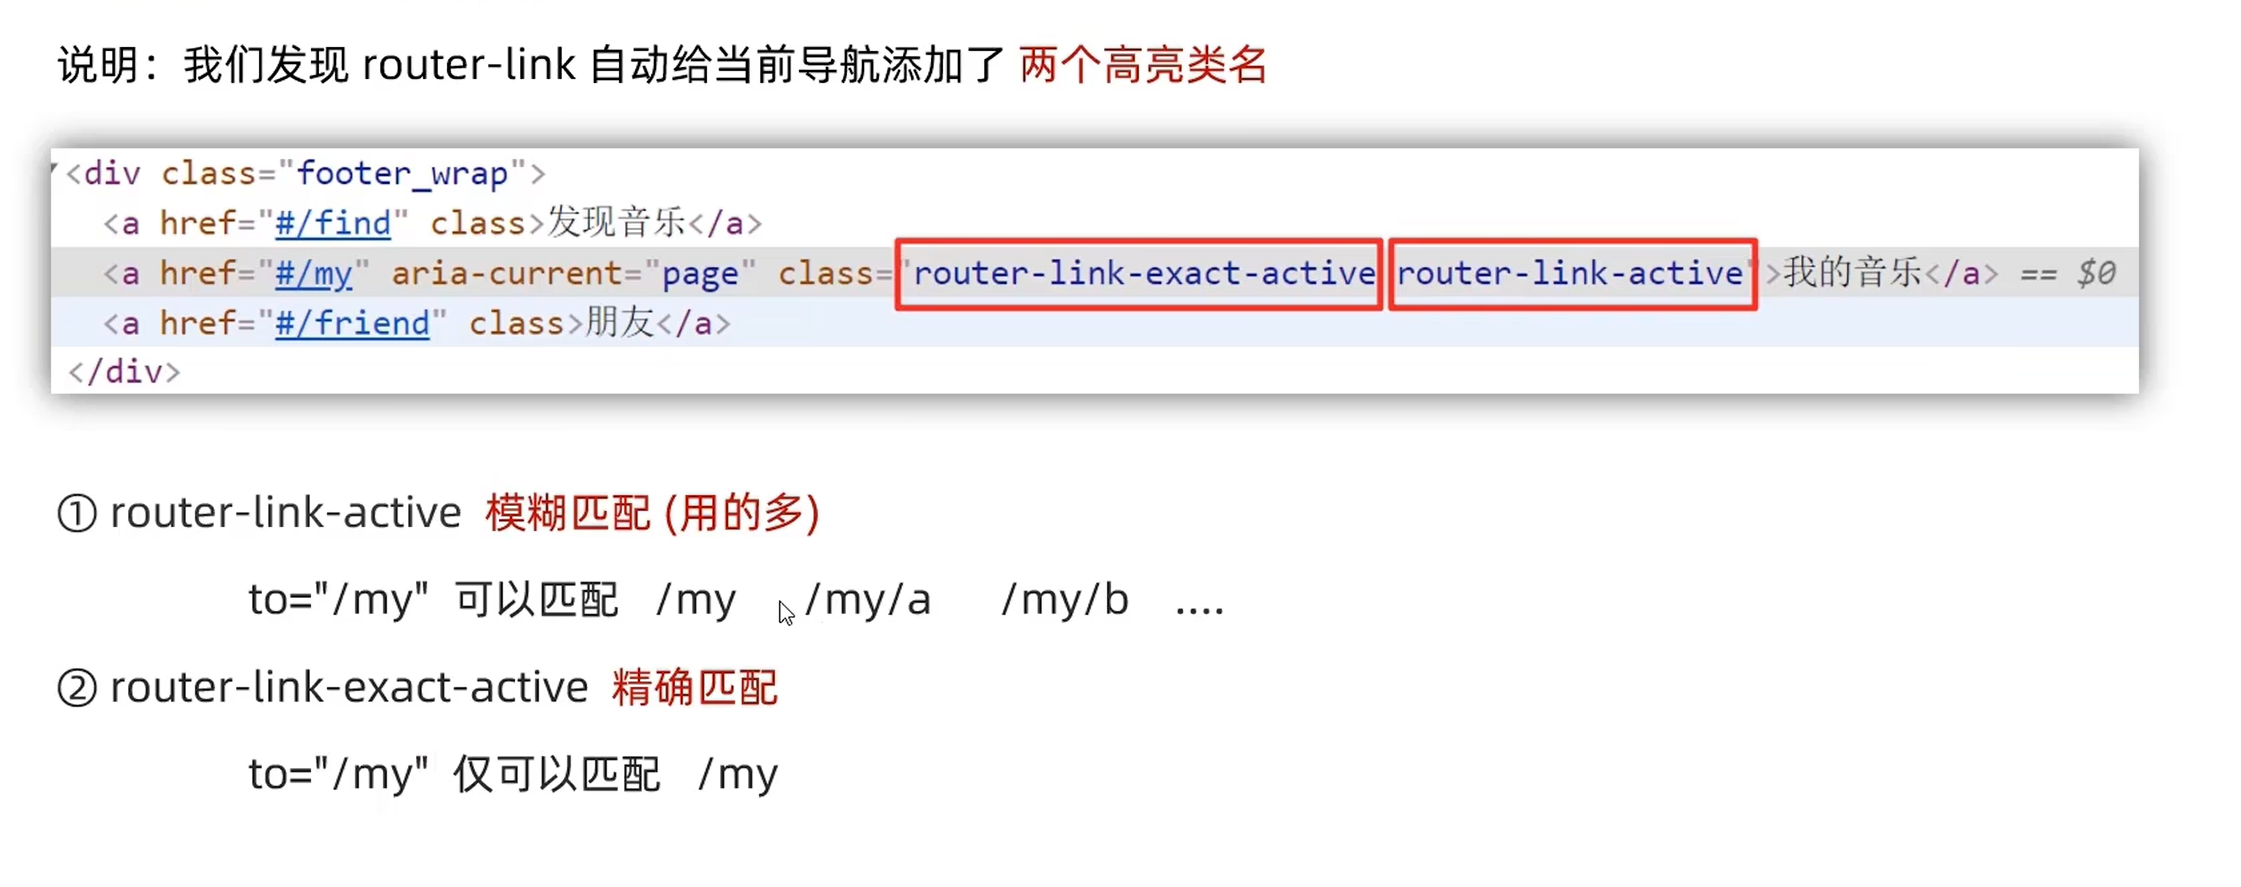 说明：我们发现 router-link 自动给当前导航添加了 两个高亮类名
<div class="footer_wrap">
<a href="#/find" class>发现音乐</a>
<a href="#/my" aria-current="page" class="router-link-exact-active router-link-active">我的音乐</a> == $0
<a href="#/friend" class>朋友</a>
</div>
① router-link-active 模糊匹配 (用的多)
to="/my" 可以匹配 /my /my/a /my/b ....
② router-link-exact-active 精确匹配
to="/my" 仅可以匹配 /my